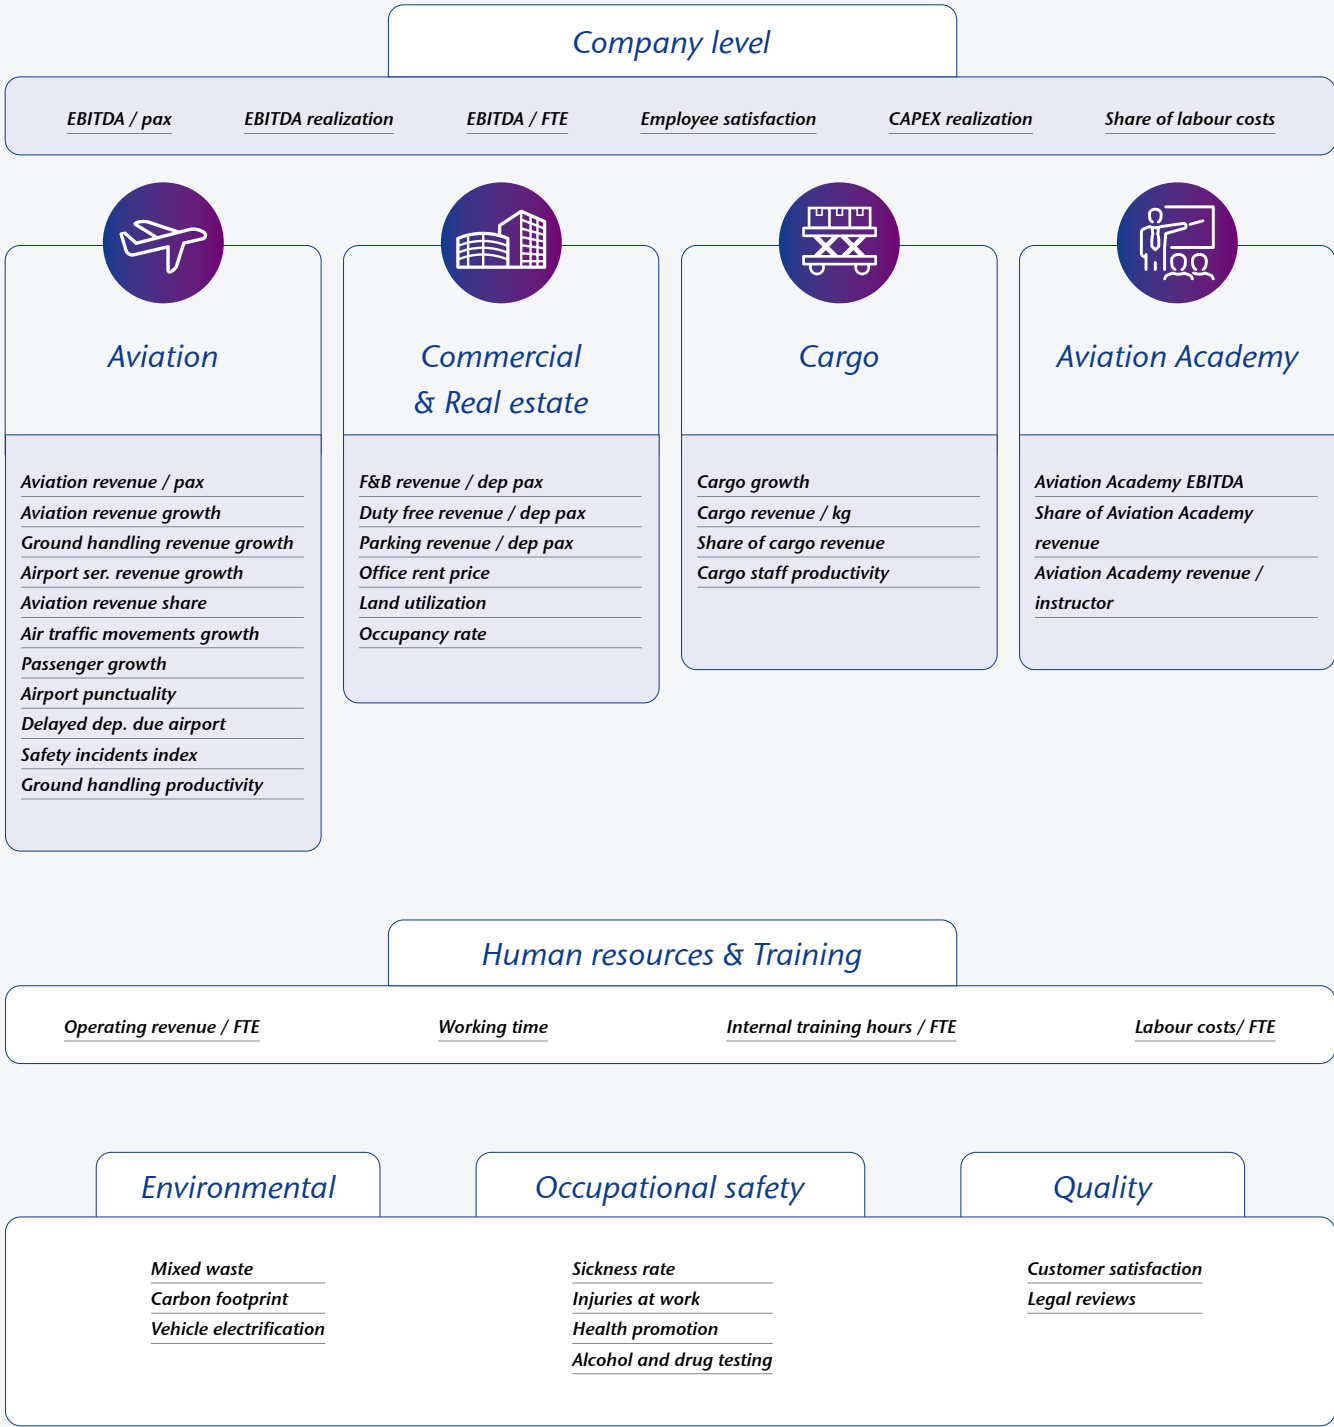 Company level
EBITDA / pax
EBITDA realization
EBITDA / FTE
Employee satisfaction
CAPEX realization
Share of labour costs
Aviation
Aviation revenue / pax
Aviation revenue growth
Ground handling revenue growth
Airport ser. revenue growth
Aviation revenue share
Air traffic movements growth
Passenger growth
Airport punctuality
Delayed dep. due airport
Safety incidents index
Ground handling productivity
Commercial
& Real estate
F&B revenue / dep pax
Duty free revenue / dep pax
Parking revenue / dep pax
Office rent price
Land utilization
Occupancy rate
Cargo
Cargo growth
Cargo revenue / kg
Share of cargo revenue
Cargo staff productivity
Aviation Academy
Aviation Academy EBITDA
Share of Aviation Academy
revenue
Aviation Academy revenue /
instructor
Human resources & Training
Operating revenue / FTE
Working time
Internal training hours / FTE
Labour costs/ FTE
Environmental
Mixed waste
Carbon footprint
Vehicle electrification
Occupational safety
Sickness rate
Injuries at work
Health promotion
Alcohol and drug testing
Quality
Customer satisfaction
Legal reviews